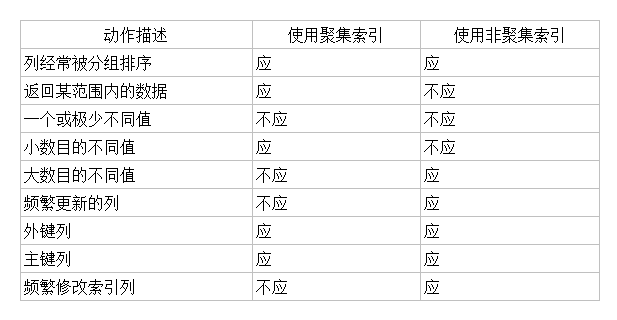 动作描述 使用聚集索引 使用非聚集索引
列经常被分组排序 应 应
返回某范围内的数据 应 不应
一个或极少不同值 不应 不应
小数目的不同值 应 不应
大数目的不同值 不应 应
频繁更新的列 不应 应
外键列 应 应
主键列 应 应
频繁修改索引列 不应 应